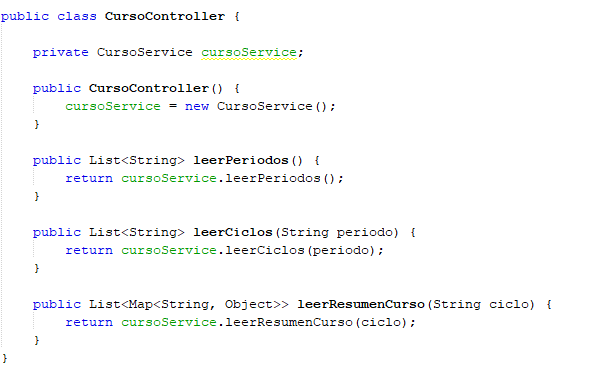 public class CursoController {
private CursoService cursoService;
public CursoController() {
cursoService = new CursoService();
}
public List<String> leerPeriodos() {
return cursoService.leerPeriodos();
}
public List<String> leerCiclos(String periodo) {
return cursoService.leerCiclos(periodo);
}
public List<Map<String, Object>> leerResumenCurso(String ciclo) {
return cursoService.leerResumenCurso(ciclo);
}
}